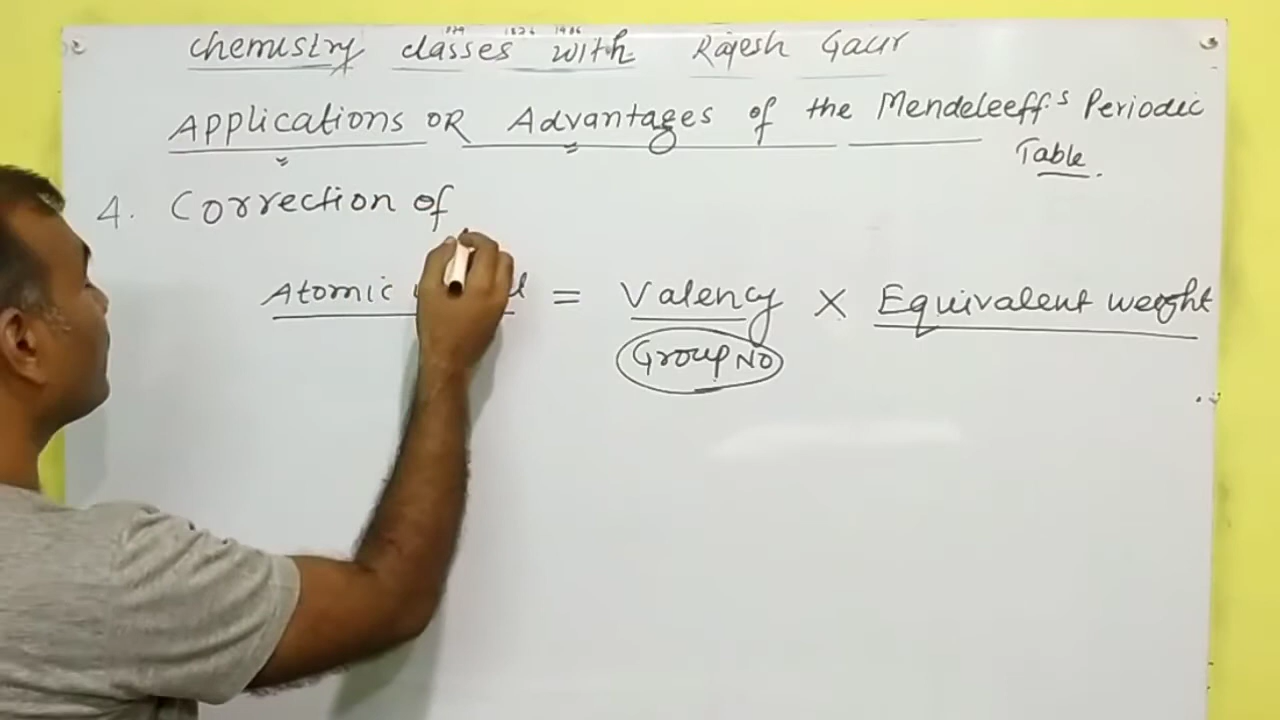 Chemistry classes with Rajesh Gaur
Applications OR Advantages of the Mendeleeff's Periodic
Table.
4. Correction of
Atomic = Valency X Equivalent weight
Group No